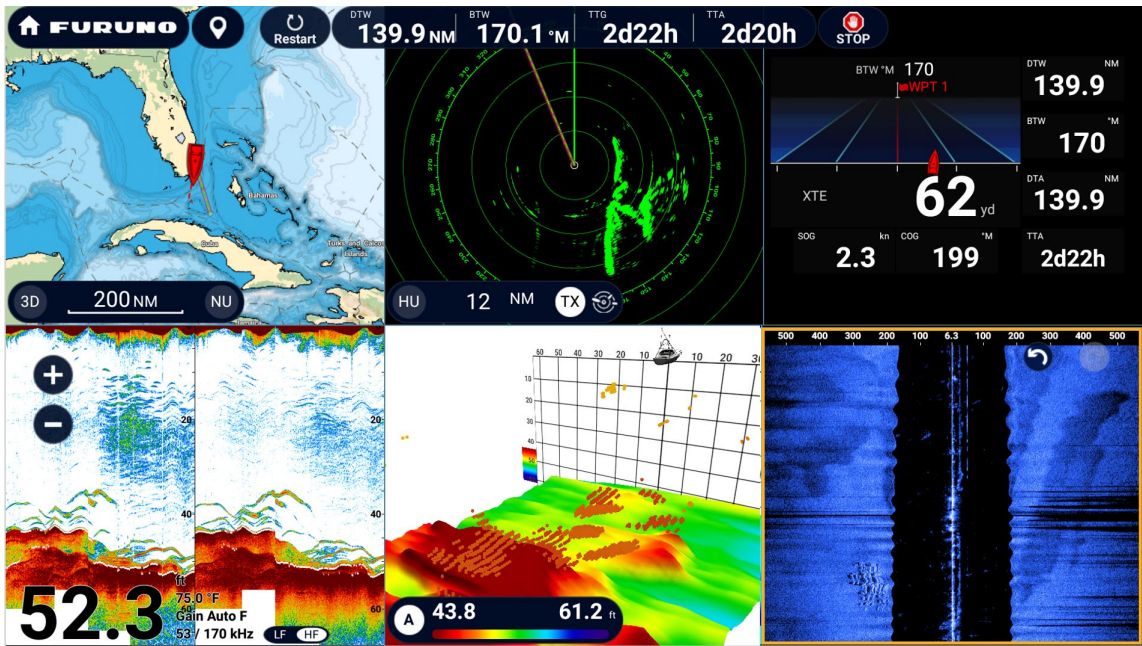 FURUNO
Restart
DTW
139.9 NM
BTW
170.1 °M
TTG
2d22h
TTA
2d20h
STOP
Bahamas
Cuba
Turks and Caicos
Islands
3D
200 NM
NU
HU
12 NM
TX
BTW °M 170
WPT 1
XTE
62 yd
SOG kn
2.3
COG °M
199
DTW NM
139.9
BTW °M
170
DTA NM
139.9
TTA
2d22h
20
20
40
40
60
52.3 ft
75.0 °F
Gain Auto F
53 / 170 kHz
LF HF
60 50 40 30 20 10 10 20
10
20
30
40
50
A
43.8
61.2 ft
500 400 300 200 100 6.3 100 200 300 400 500